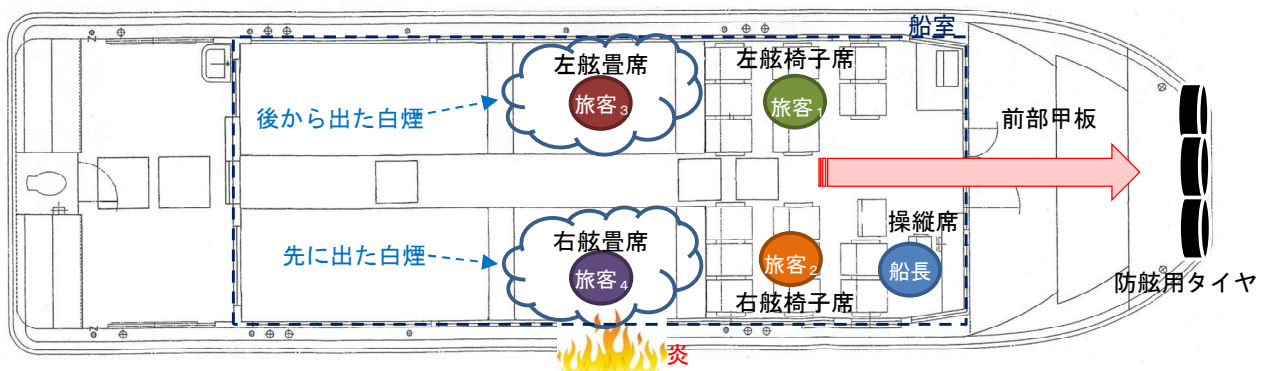 船室
左舷畳席
左舷椅子席
旅客3
旅客1
後から出た白煙
前部甲板
右舷畳席
操縦席
先に出た白煙
旅客4
旅客2
船長
右舷椅子席
防舷用タイヤ
炎